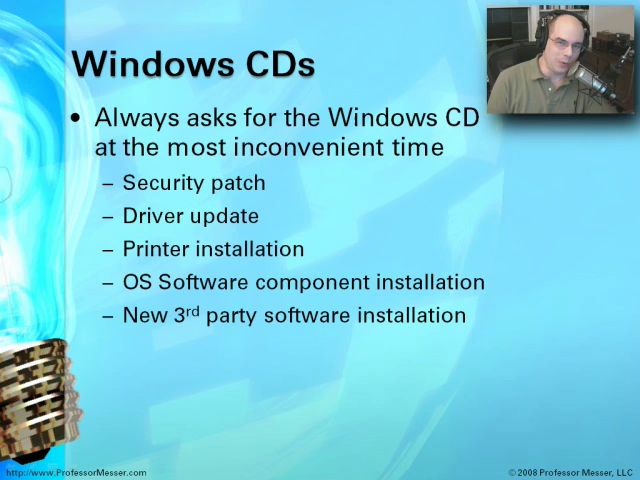 Windows CDs
• Always asks for the Windows CD
at the most inconvenient time
– Security patch
– Driver update
– Printer installation
– OS Software component installation
– New 3rd party software installation
http://www.ProfessorMesser.com
© 2008 Professor Messer, LLC